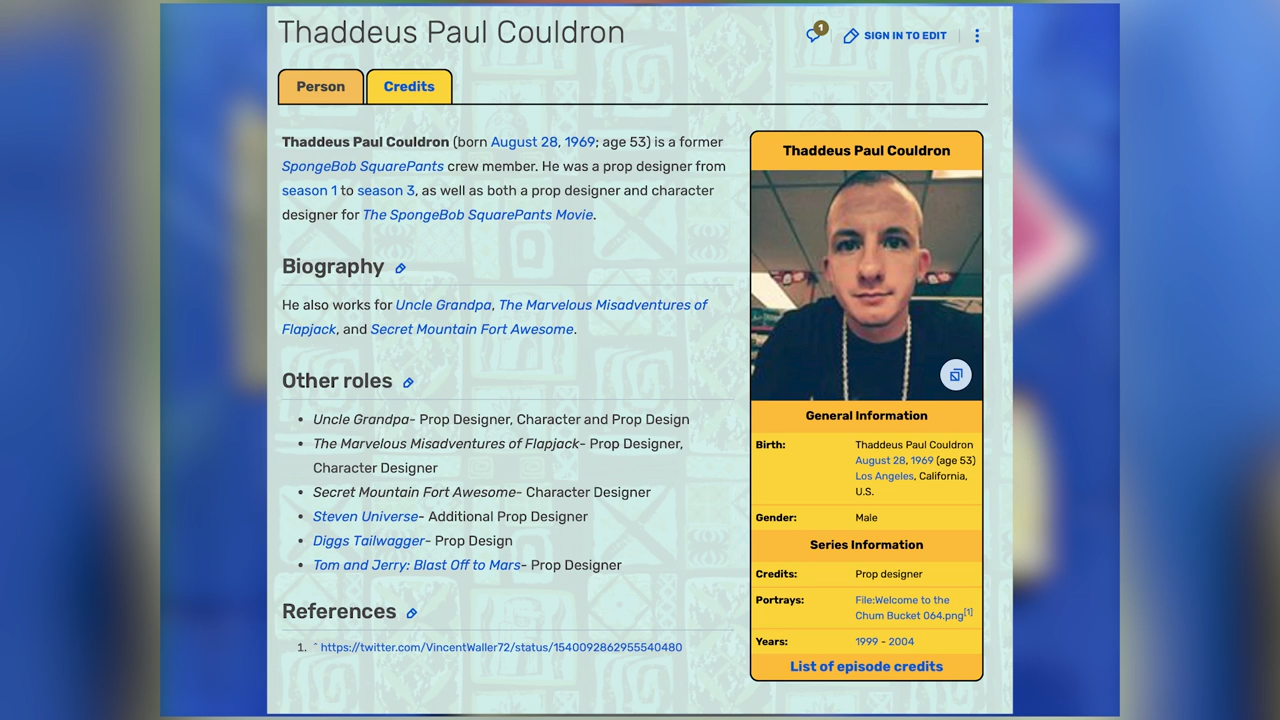 Thaddeus Paul Couldron
1
SIGN IN TO EDIT
Person
Credits
Thaddeus Paul Couldron (born August 28, 1969; age 53) is a former
SpongeBob SquarePants crew member. He was a prop designer from
season 1 to season 3, as well as both a prop designer and character
designer for The SpongeBob SquarePants Movie.
Biography
He also works for Uncle Grandpa, The Marvelous Misadventures of
Flapjack, and Secret Mountain Fort Awesome.
Other roles
• Uncle Grandpa- Prop Designer, Character and Prop Design
• The Marvelous Misadventures of Flapjack- Prop Designer,
Character Designer
• Secret Mountain Fort Awesome- Character Designer
• Steven Universe- Additional Prop Designer
• Diggs Tailwagger- Prop Design
• Tom and Jerry: Blast Off to Mars- Prop Designer
References
1. ^ https://twitter.com/VincentWaller72/status/1540092862955540480
Thaddeus Paul Couldron
General Information
Birth: Thaddeus Paul Couldron
August 28, 1969 (age 53)
Los Angeles, California,
U.S.
Gender: Male
Series Information
Credits: Prop designer
Portrays: File:Welcome to the
Chum Bucket 064.png[1]
Years: 1999 - 2004
List of episode credits